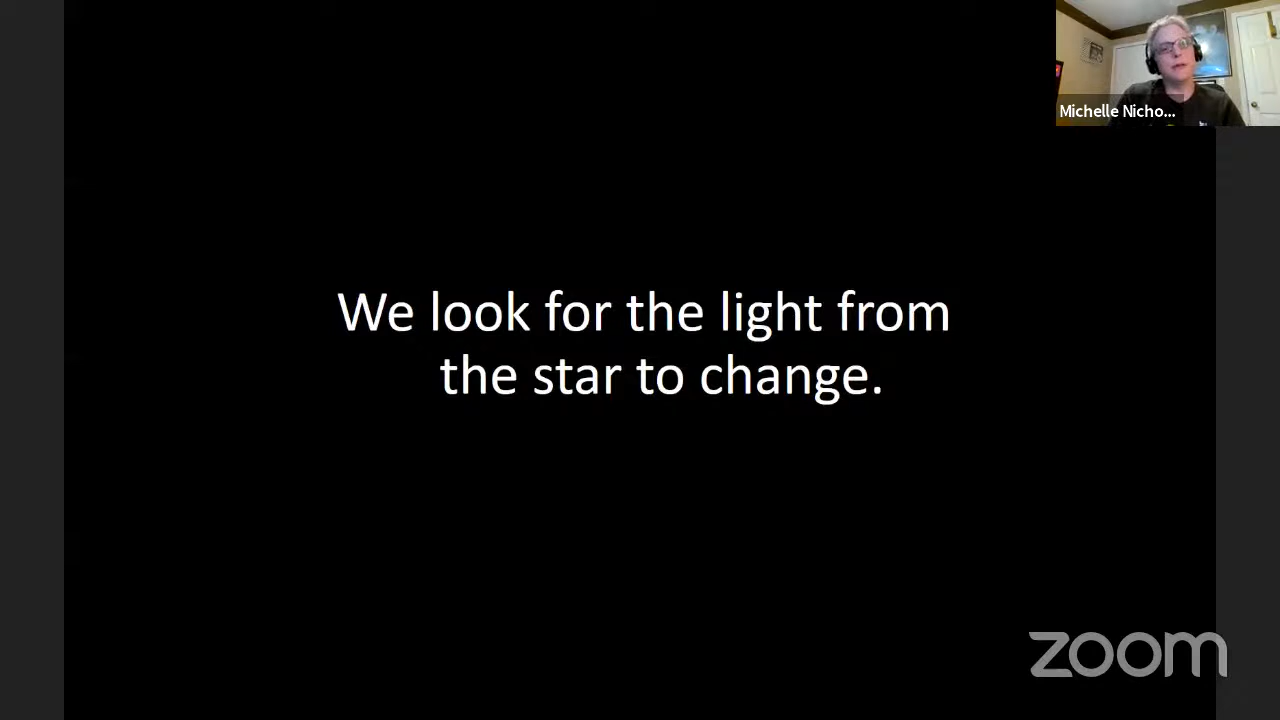 Michelle Nicho...
We look for the light from
the star to change.
zoom